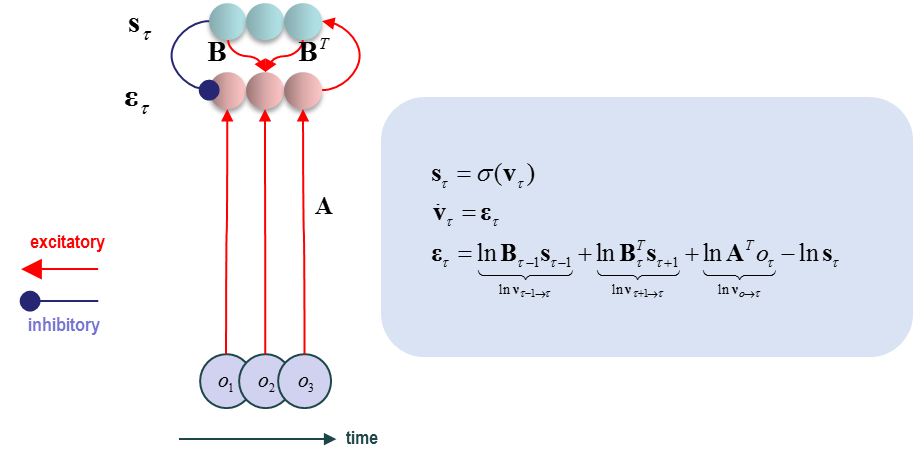 s_τ
B B^T
ε_τ
A
excitatory
inhibitory
o_1 o_2 o_3
time
s_τ = σ(v_τ)
v̇_τ = ε_τ
ε_τ = ln B_{τ−1}s_{τ−1} + ln B_τ^T s_{τ+1} + ln A^T o_τ − ln s_τ
ln v_{τ−1→τ} ln v_{τ+1→τ} ln v_{o→τ}